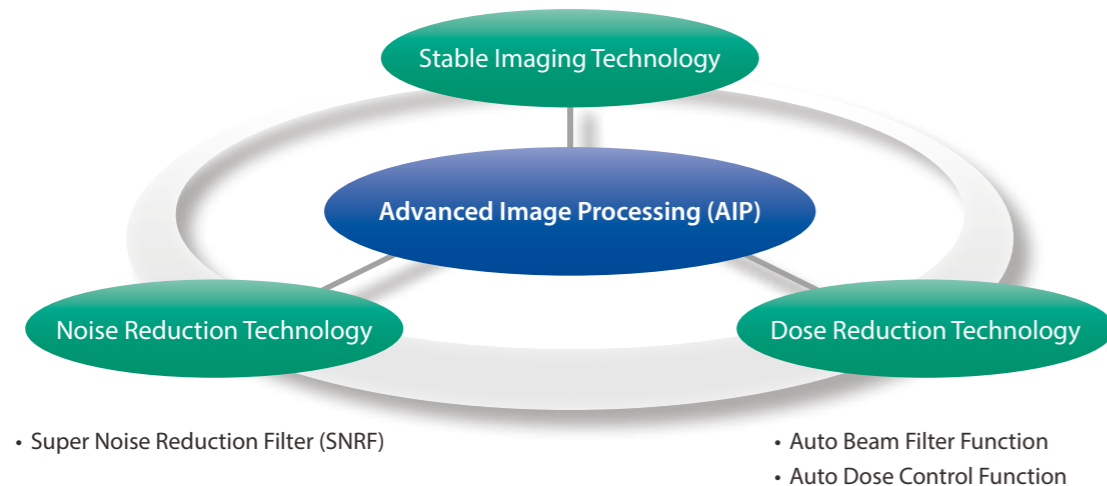 Stable Imaging Technology
Advanced Image Processing (AIP)
Noise Reduction Technology
Dose Reduction Technology
• Super Noise Reduction Filter (SNRF)
• Auto Beam Filter Function
• Auto Dose Control Function